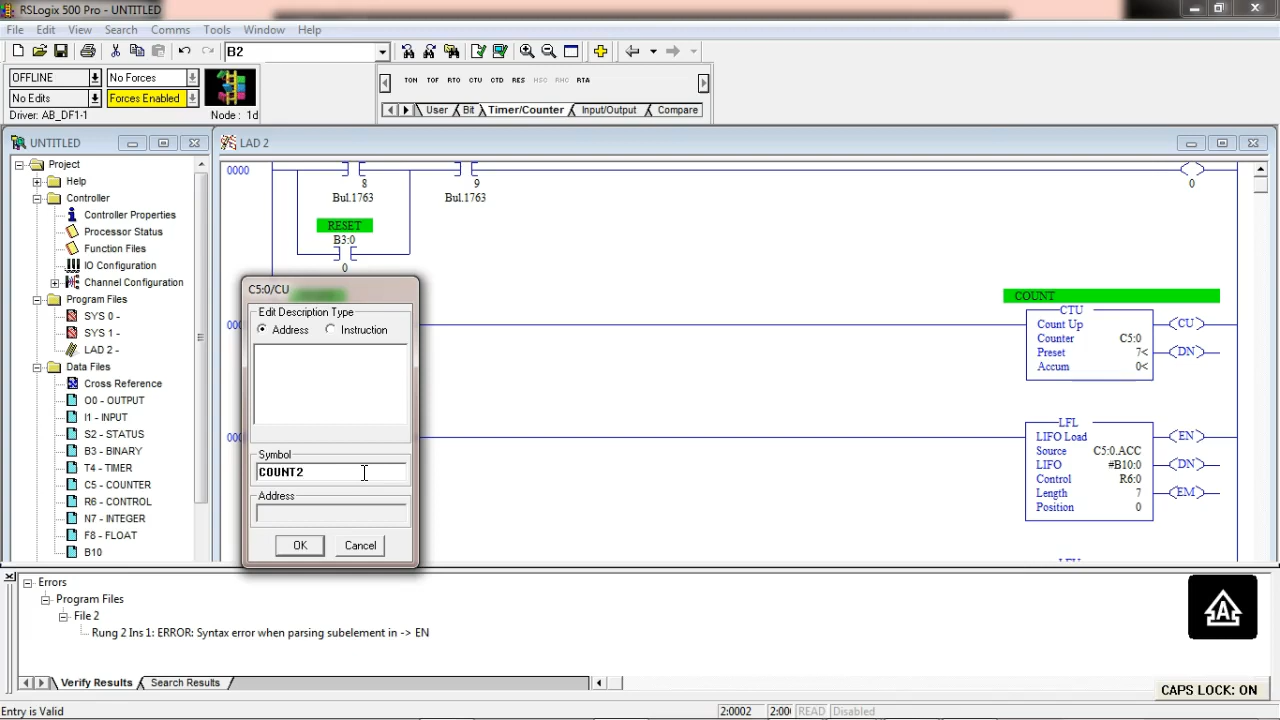 RSLogix 500 Pro - UNTITLED
File Edit View Search Comms Tools Window Help
B2
OFFLINE No Forces
No Edits Forces Enabled
Driver: AB_DF1-1 Node : 1d
TON TOF RTO CTU CTD RES HSC RHC RTA
User Bit Timer/Counter Input/Output Compare
UNTITLED
Project
Help
Controller
Controller Properties
Processor Status
Function Files
IO Configuration
Channel Configuration
Program Files
SYS 0 -
SYS 1 -
LAD 2 -
Data Files
Cross Reference
O0 - OUTPUT
I1 - INPUT
S2 - STATUS
B3 - BINARY
T4 - TIMER
C5 - COUNTER
R6 - CONTROL
N7 - INTEGER
F8 - FLOAT
B10
LAD 2
0000
8 9 0
Bul.1763 Bul.1763
RESET
B3:0
0
COUNT
CTU
Count Up
Counter C5:0
Preset 7<
Accum 0<
CU
DN
LFL
LIFO Load
Source C5:0.ACC
LIFO #B10:0
Control R6:0
Length 7
Position 0
EN
DN
EM
C5:0/CU
Edit Description Type
Address Instruction
Symbol
COUNT2
Address
OK Cancel
Errors
Program Files
File 2
Rung 2 Ins 1: ERROR: Syntax error when parsing subelement in -> EN
Verify Results Search Results
CAPS LOCK: ON
Entry is Valid
2:0002 2:00 READ Disabled